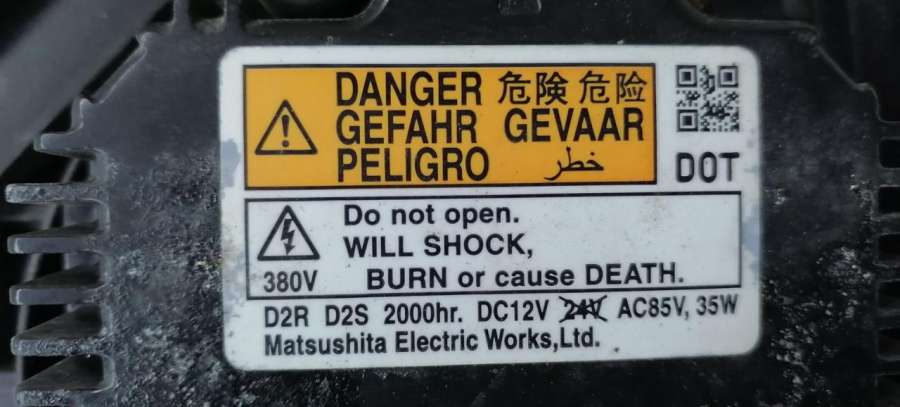 DANGER 危険 危险
GEFAHR GEVAAR
PELIGRO خطر
DOT
Do not open.
WILL SHOCK,
380V BURN or cause DEATH.
D2R D2S 2000hr. DC12V 24V AC85V, 35W
Matsushita Electric Works,Ltd.